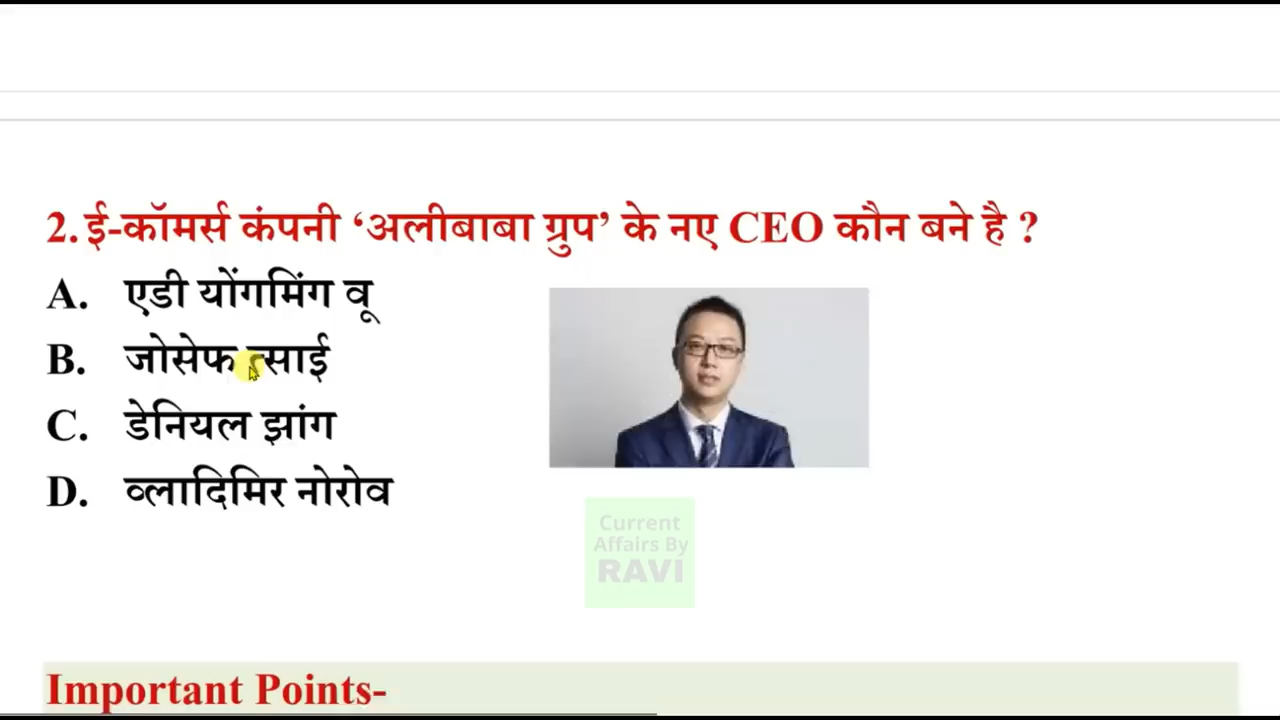 2. ई-कॉमर्स कंपनी ‘अलीबाबा ग्रुप’ के नए CEO कौन बने है ?
A. एडी योंगमिंग वू
B. जोसेफ त्साई
C. डेनियल झांग
D. व्लादिमिर नोरोव
Current
Affairs By
RAVI
Important Points-